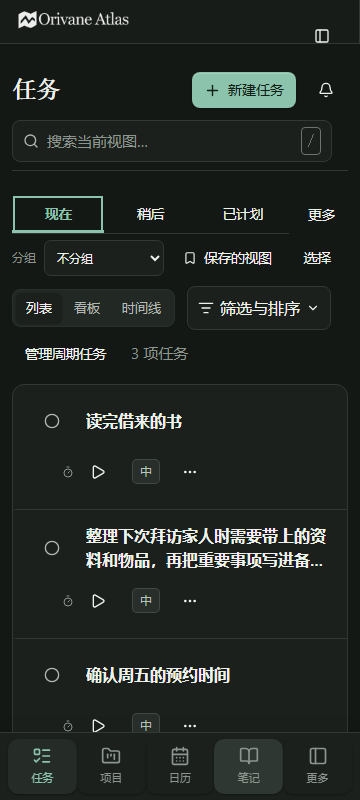 Orivane Atlas
任务
新建任务
搜索当前视图... /
现在 稍后 已计划 更多
分组 不分组 保存的视图 选择
列表 看板 时间线 筛选与排序
管理周期任务 3 项任务
读完借来的书
中
整理下次拜访家人时需要带上的资
料和物品，再把重要事项写进备...
中
确认周五的预约时间
中
任务 项目 日历 笔记 更多